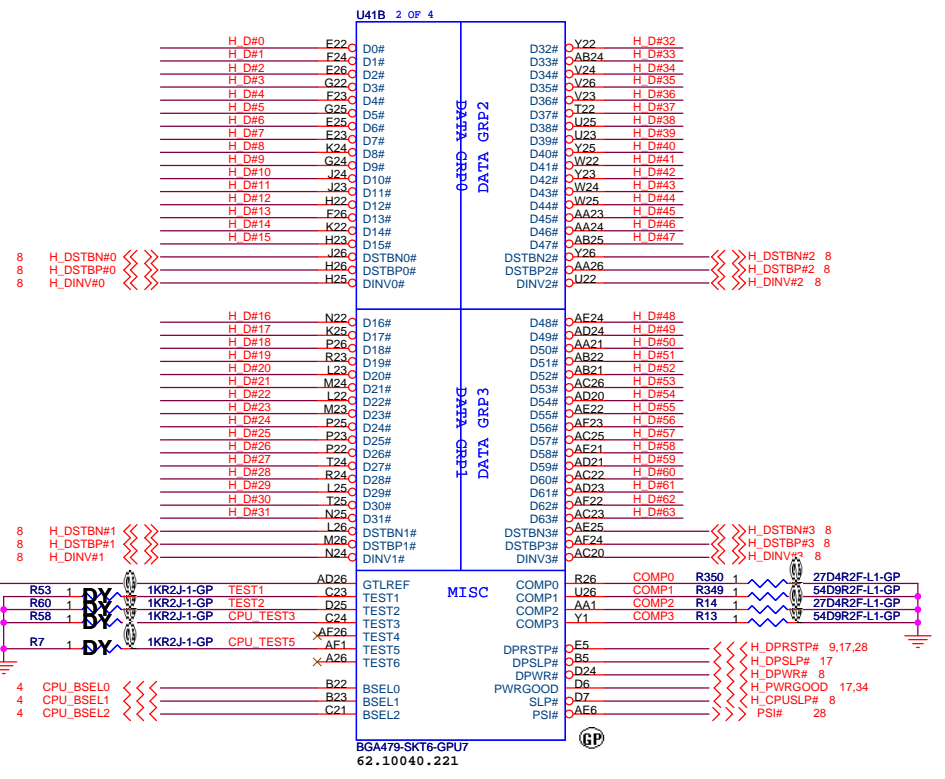 U41B 2 OF 4
H_D#0 E22 D0# D32# Y22 H_D#32
H_D#1 F24 D1# D33# AB24 H_D#33
H_D#2 E26 D2# D34# V24 H_D#34
H_D#3 G22 D3# D35# V26 H_D#35
H_D#4 F23 D4# D36# V23 H_D#36
H_D#5 G25 D5# D37# T22 H_D#37
H_D#6 E25 D6# D38# U25 H_D#38
H_D#7 E23 D7# D39# U23 H_D#39
H_D#8 K24 D8# D40# Y25 H_D#40
H_D#9 G24 D9# D41# W22 H_D#41
H_D#10 J24 D10# D42# Y23 H_D#42
H_D#11 J23 D11# D43# W24 H_D#43
H_D#12 H22 D12# D44# W25 H_D#44
H_D#13 F26 D13# D45# AA23 H_D#45
H_D#14 K22 D14# D46# AA24 H_D#46
H_D#15 H23 D15# D47# AB25 H_D#47
8 H_DSTBN#0 J26 DSTBN0# DSTBN2# Y26 H_DSTBN#2 8
8 H_DSTBP#0 H26 DSTBP0# DSTBP2# AA26 H_DSTBP#2 8
8 H_DINV#0 H25 DINV0# DINV2# U22 H_DINV#2 8
DATA GRP0
DATA GRP2
H_D#16 N22 D16# D48# AE24 H_D#48
H_D#17 K25 D17# D49# AD24 H_D#49
H_D#18 P26 D18# D50# AA21 H_D#50
H_D#19 R23 D19# D51# AB22 H_D#51
H_D#20 L23 D20# D52# AB21 H_D#52
H_D#21 M24 D21# D53# AC26 H_D#53
H_D#22 L22 D22# D54# AD20 H_D#54
H_D#23 M23 D23# D55# AE22 H_D#55
H_D#24 P25 D24# D56# AF23 H_D#56
H_D#25 P23 D25# D57# AC25 H_D#57
H_D#26 P22 D26# D58# AE21 H_D#58
H_D#27 T24 D27# D59# AD21 H_D#59
H_D#28 R24 D28# D60# AC22 H_D#60
H_D#29 L25 D29# D61# AD23 H_D#61
H_D#30 T25 D30# D62# AF22 H_D#62
H_D#31 N25 D31# D63# AC23 H_D#63
8 H_DSTBN#1 L26 DSTBN1# DSTBN3# AE25 H_DSTBN#3 8
8 H_DSTBP#1 M26 DSTBP1# DSTBP3# AF24 H_DSTBP#3 8
8 H_DINV#1 N24 DINV1# DINV3# AC20 H_DINV#3 8
DATA GRP1
DATA GRP3
MISC
AD26 GTLREF COMP0 R26 COMP0 R350 1 27D4R2F-L1-GP
R53 1 DY 1KR2J-1-GP TEST1 C23 TEST1 COMP1 U26 COMP1 R349 1 54D9R2F-L1-GP
R60 1 DY 1KR2J-1-GP TEST2 D25 TEST2 COMP2 AA1 COMP2 R14 1 27D4R2F-L1-GP
R58 1 DY 1KR2J-1-GP CPU_TEST3 C24 TEST3 COMP3 Y1 COMP3 R13 1 54D9R2F-L1-GP
AF26 TEST4
R7 1 DY 1KR2J-1-GP CPU_TEST5 AF1 TEST5 DPRSTP# E5 H_DPRSTP# 9,17,28
A26 TEST6 DPSLP# B5 H_DPSLP# 17
DPWR# D24 H_DPWR# 8
4 CPU_BSEL0 B22 BSEL0 PWRGOOD D6 H_PWRGOOD 17,34
4 CPU_BSEL1 B23 BSEL1 SLP# D7 H_CPUSLP# 8
4 CPU_BSEL2 C21 BSEL2 PSI# AE6 PSI# 28
GP
BGA479-SKT6-GPU7
62.10040.221